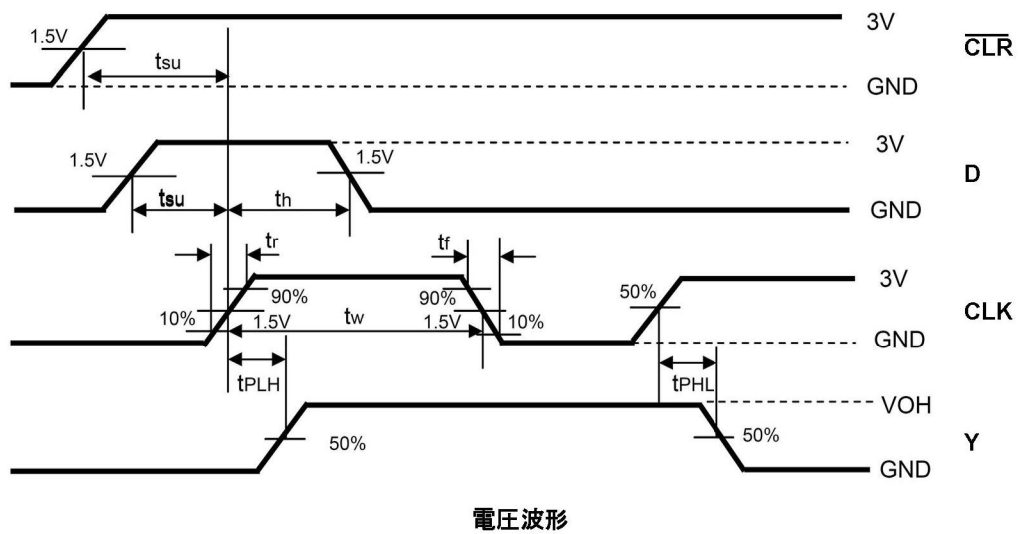 3V
1.5V
CLR
tsu
GND
3V
1.5V
1.5V
D
tsu
th
GND
tr
tf
3V
90%
90%
50%
CLK
10%
1.5V
tw
1.5V
10%
GND
tPLH
tPHL
VOH
50%
50%
Y
GND
電圧波形